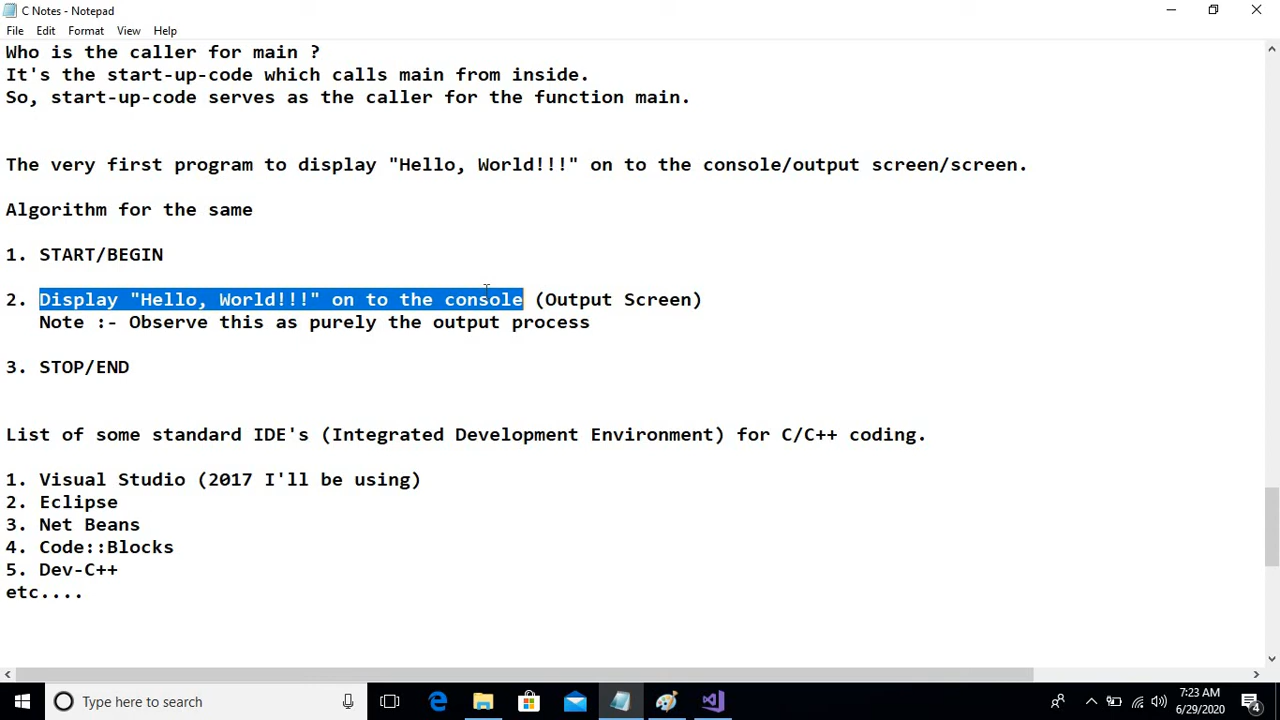 C Notes - Notepad
File Edit Format View Help
Who is the caller for main ?
It's the start-up-code which calls main from inside.
So, start-up-code serves as the caller for the function main.
The very first program to display "Hello, World!!!" on to the console/output screen/screen.
Algorithm for the same
1. START/BEGIN
2. Display "Hello, World!!!" on to the console (Output Screen)
Note :- Observe this as purely the output process
3. STOP/END
List of some standard IDE's (Integrated Development Environment) for C/C++ coding.
1. Visual Studio (2017 I'll be using)
2. Eclipse
3. Net Beans
4. Code::Blocks
5. Dev-C++
etc....
Type here to search
7:23 AM
6/29/2020
4